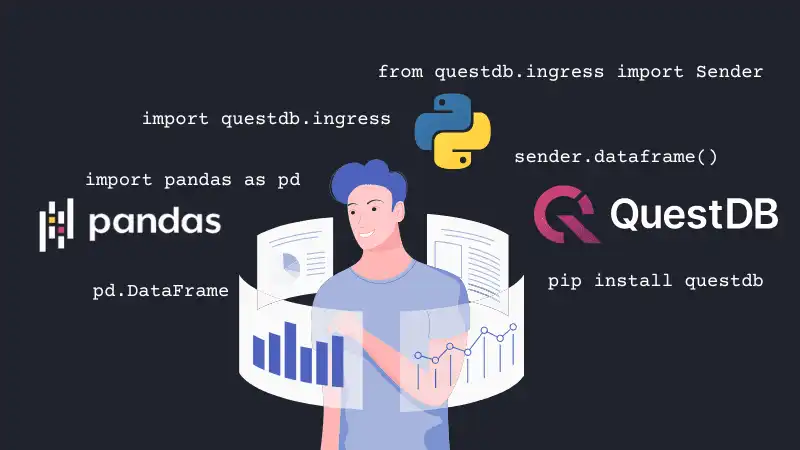 from questdb.ingress import Sender
import questdb.ingress
sender.dataframe()
import pandas as pd
pandas
QuestDB
pip install questdb
pd.DataFrame